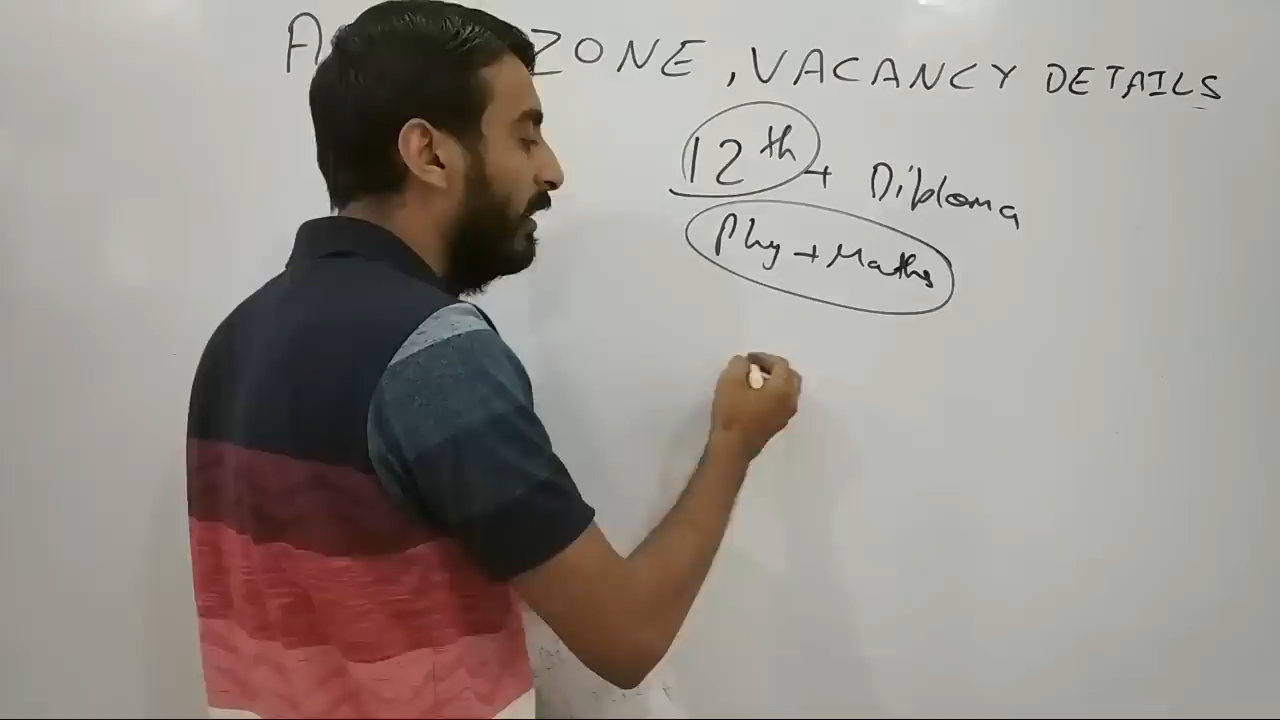 ZONE , VACANCY DETAILS
12th + Diploma
Phy + Maths